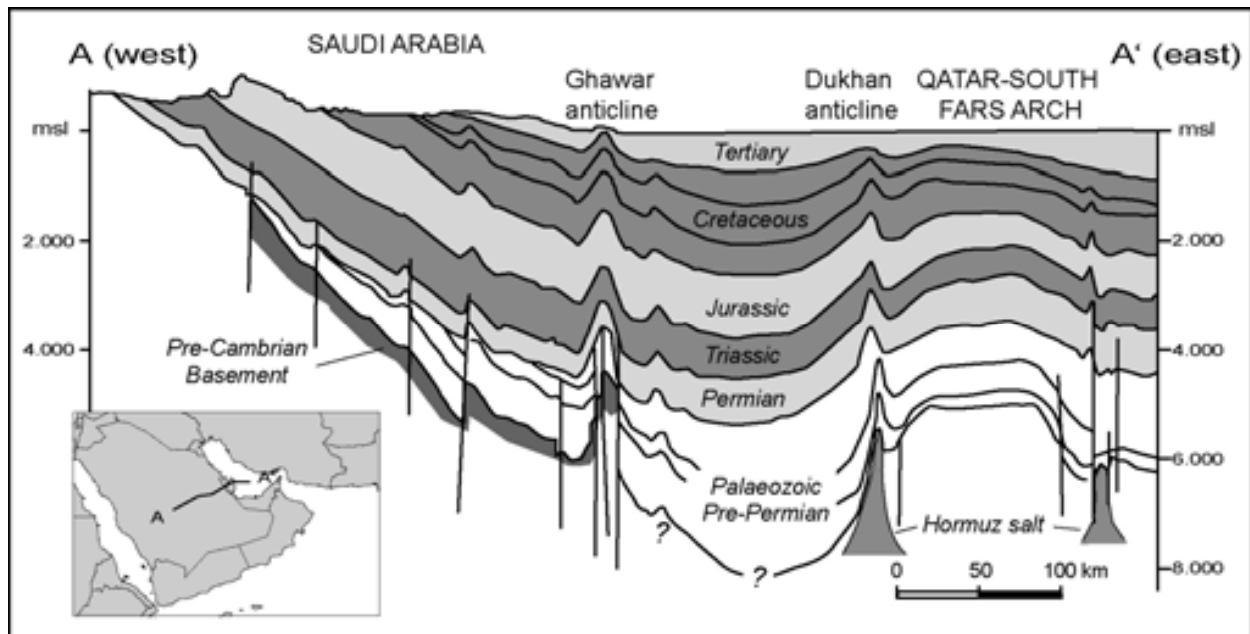 SAUDI ARABIA
A (west)
Ghawar
anticline
Dukhan
anticline
QATAR-SOUTH
FARS ARCH
A' (east)
msl
msl
Tertiary
Cretaceous
2.000
2.000
Jurassic
Triassic
4.000
4.000
Pre-Cambrian
Basement
Permian
6.000
Palaeozoic
Pre-Permian
Hormuz salt
?
?
8.000
0 50 100 km
A
A'